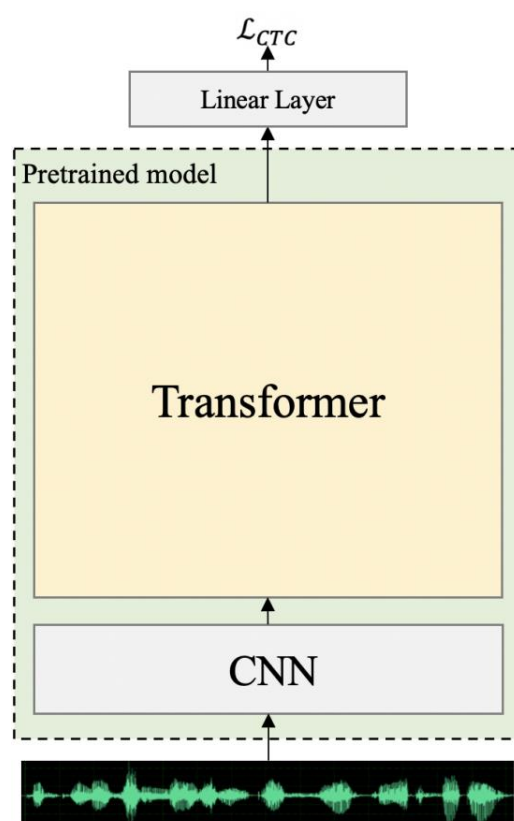 ℒ_CTC
Linear Layer
Pretrained model
Transformer
CNN